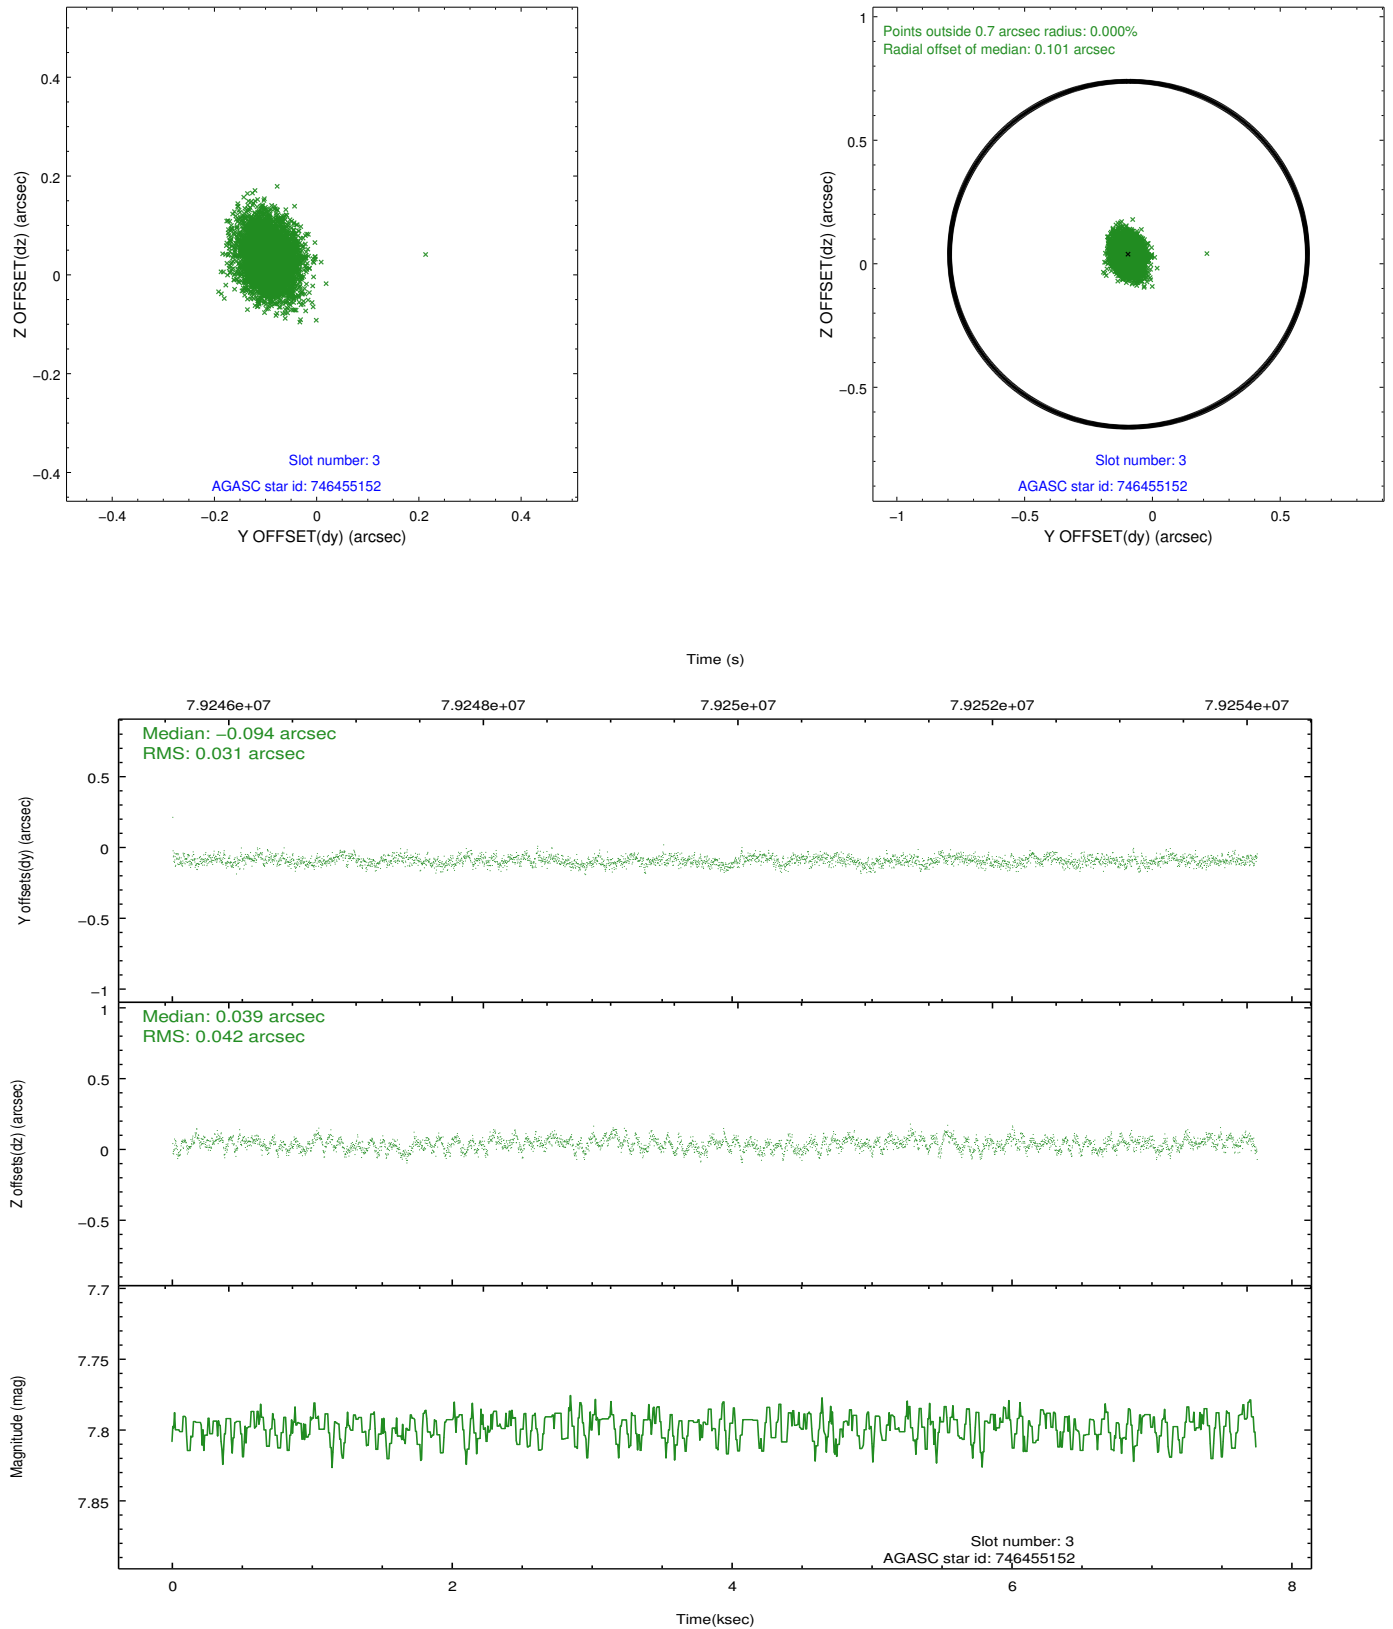 0.4
0.2
0
−0.2
−0.4
Z OFFSET(dz) (arcsec)
Slot number: 3
AGASC star id: 746455152
−0.4
−0.2
0
0.2
0.4
Y OFFSET(dy) (arcsec)
1
0.5
0
−0.5
Z OFFSET(dz) (arcsec)
Points outside 0.7 arcsec radius: 0.000%
Radial offset of median: 0.101 arcsec
Slot number: 3
AGASC star id: 746455152
−1
−0.5
0
0.5
Y OFFSET(dy) (arcsec)
Time (s)
7.9246e+07
7.9248e+07
7.925e+07
7.9252e+07
7.9254e+07
Median: −0.094 arcsec
RMS: 0.031 arcsec
0.5
0
−0.5
−1
Y offsets(dy) (arcsec)
Median: 0.039 arcsec
RMS: 0.042 arcsec
1
0.5
0
−0.5
Z offsets(dz) (arcsec)
7.7
7.75
7.8
7.85
Magnitude (mag)
Slot number: 3
AGASC star id: 746455152
0
2
4
6
8
Time(ksec)